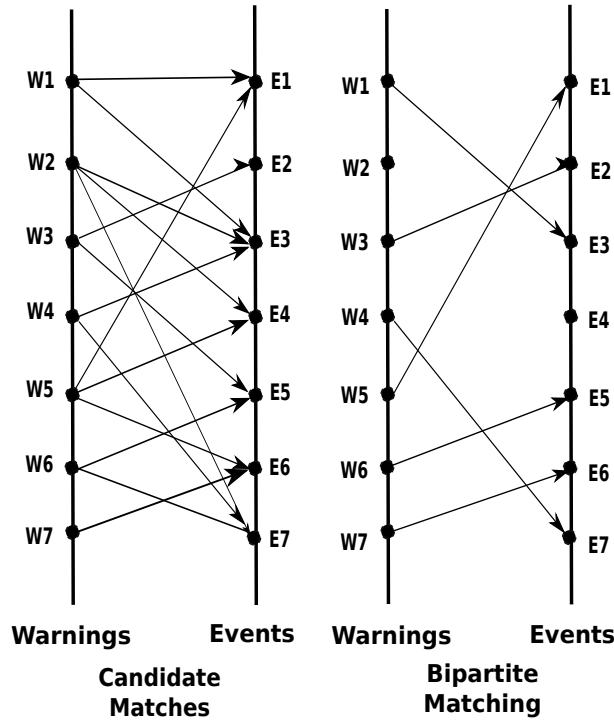 W1 E1
W2 E2
W3 E3
W4 E4
W5 E5
W6 E6
W7 E7
Warnings Events
Candidate
Matches
W1 E1
W2 E2
W3 E3
W4 E4
W5 E5
W6 E6
W7 E7
Warnings Events
Bipartite
Matching